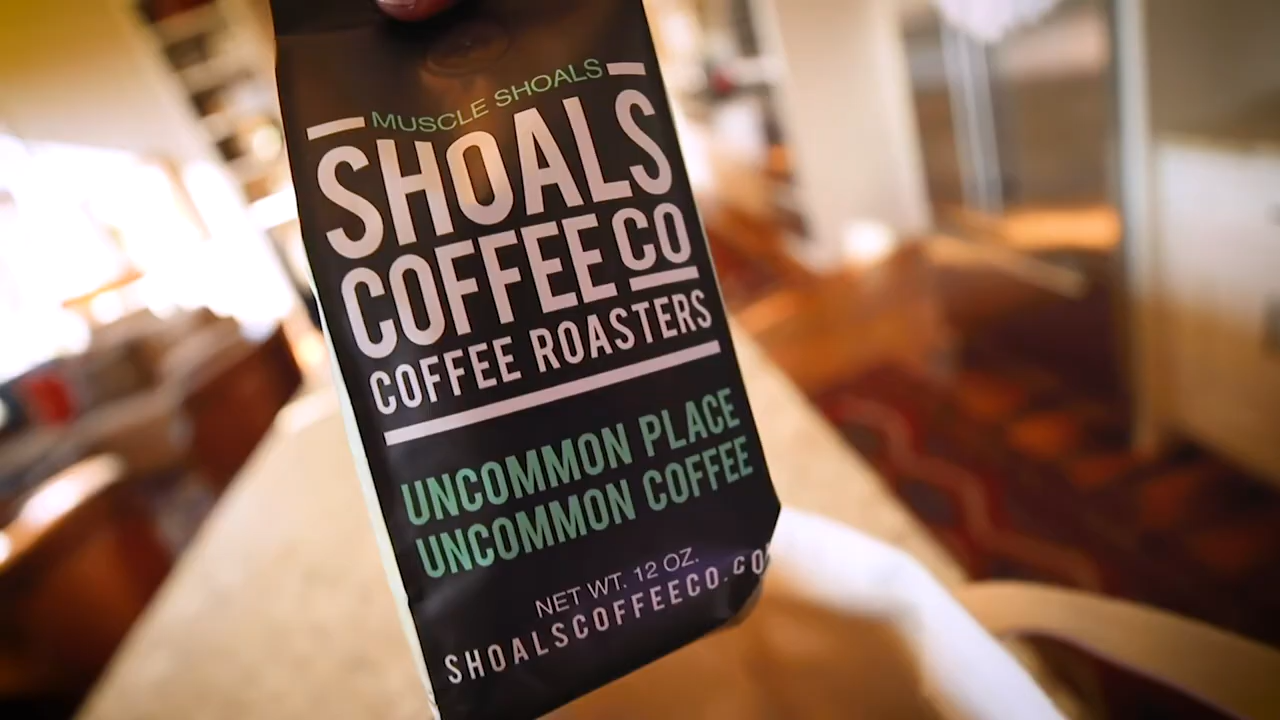 MUSCLE SHOALS
SHOALS
COFFEE CO
COFFEE ROASTERS
UNCOMMON PLACE
UNCOMMON COFFEE
NET WT. 12 OZ.
SHOALSCOFFEECO.CO